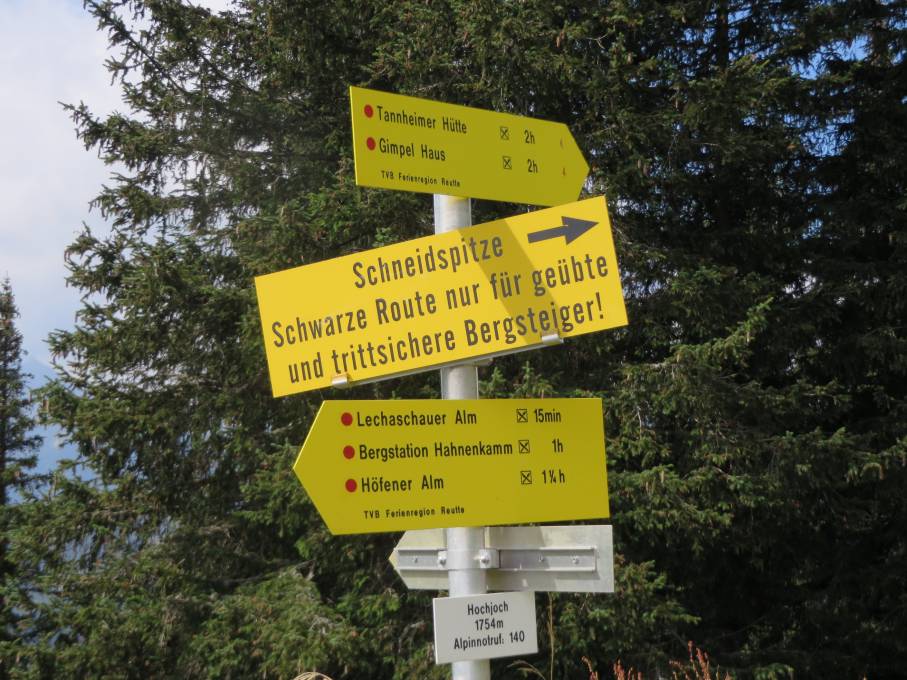 Tannheimer Hütte 2h
Gimpel Haus 2h
TVB Ferienregion Reutte
Schneidspitze
Schwarze Route nur für geübte
und trittsichere Bergsteiger!
Lechaschauer Alm 15min
Bergstation Hahnenkamm 1h
Höfener Alm 1¼h
TVB Ferienregion Reutte
Hochjoch
1754m
Alpinnotruf: 140